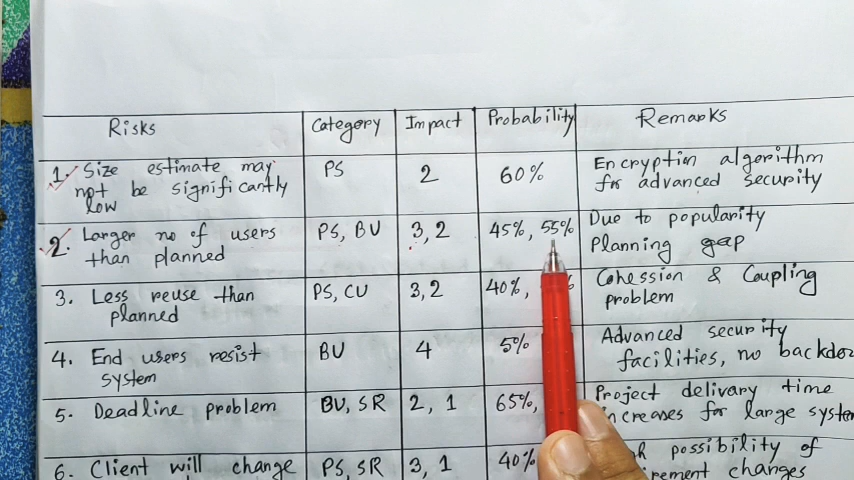 Risks Category Impact Probability Remarks
1. Size estimate may PS 2 60% Encryption algorithm
not be significantly for advanced security
low
2. Larger no of users PS, BU 3, 2 45%, 55% Due to popularity
than planned Planning gap
3. Less reuse than PS, CU 3,2 40%, Cohession & Coupling
planned problem
4. End users resist BU 4 5% Advanced security
system facilities, no backdoo
5. Deadline problem BU, SR 2, 1 65%, Project delivary time
increases for large system
6. Client will change PS, SR 3, 1 40% possibility of
changes